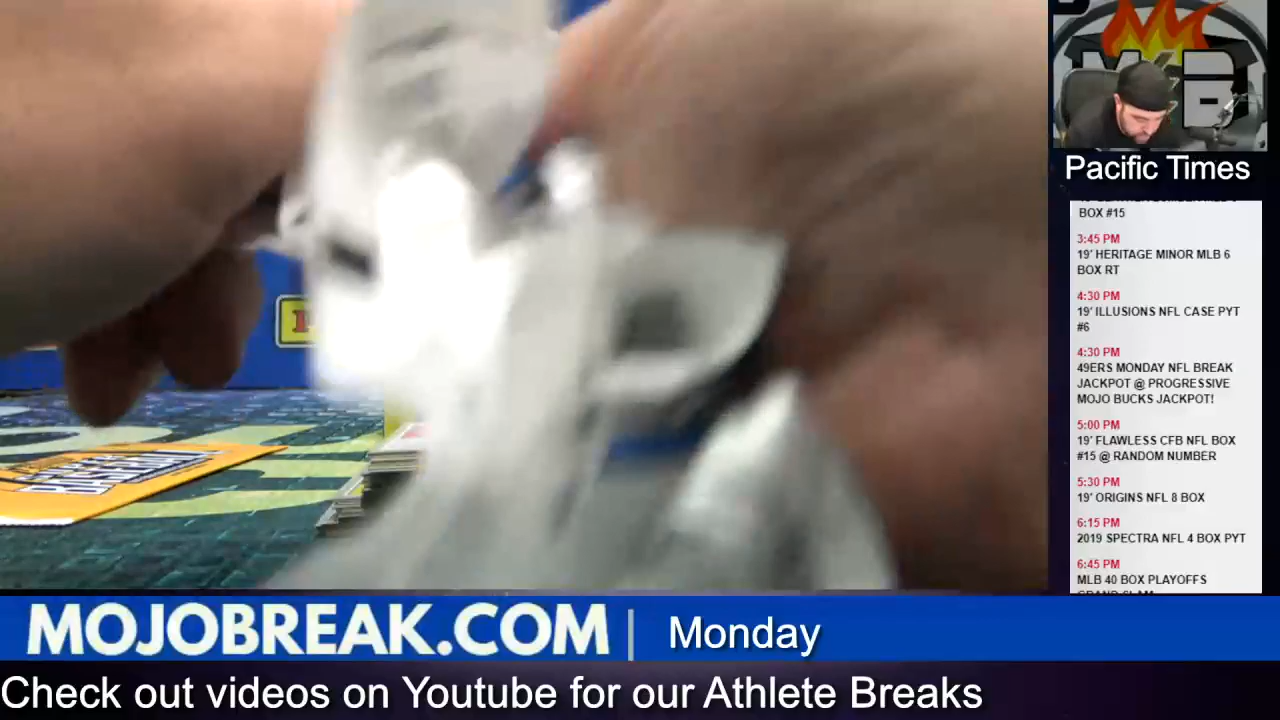 Pacific Times
BOX #15
3:45 PM
19' HERITAGE MINOR MLB 6
BOX RT
4:30 PM
19' ILLUSIONS NFL CASE PYT
#6
4:30 PM
49ERS MONDAY NFL BREAK
JACKPOT @ PROGRESSIVE
MOJO BUCKS JACKPOT!
5:00 PM
19' FLAWLESS CFB NFL BOX
#15 @ RANDOM NUMBER
5:30 PM
19' ORIGINS NFL 8 BOX
6:15 PM
2019 SPECTRA NFL 4 BOX PYT
6:45 PM
MLB 40 BOX PLAYOFFS
BASEBALL
MOJOBREAK.COM | Monday
Check out videos on Youtube for our Athlete Breaks